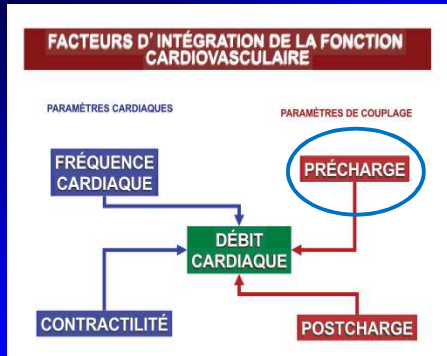 FACTEURS D' INTÉGRATION DE LA FONCTION
CARDIOVASCULAIRE
PARAMÈTRES CARDIAQUES
PARAMÈTRES DE COUPLAGE
FRÉQUENCE
CARDIAQUE
PRÉCHARGE
DÉBIT
CARDIAQUE
CONTRACTILITÉ
POSTCHARGE